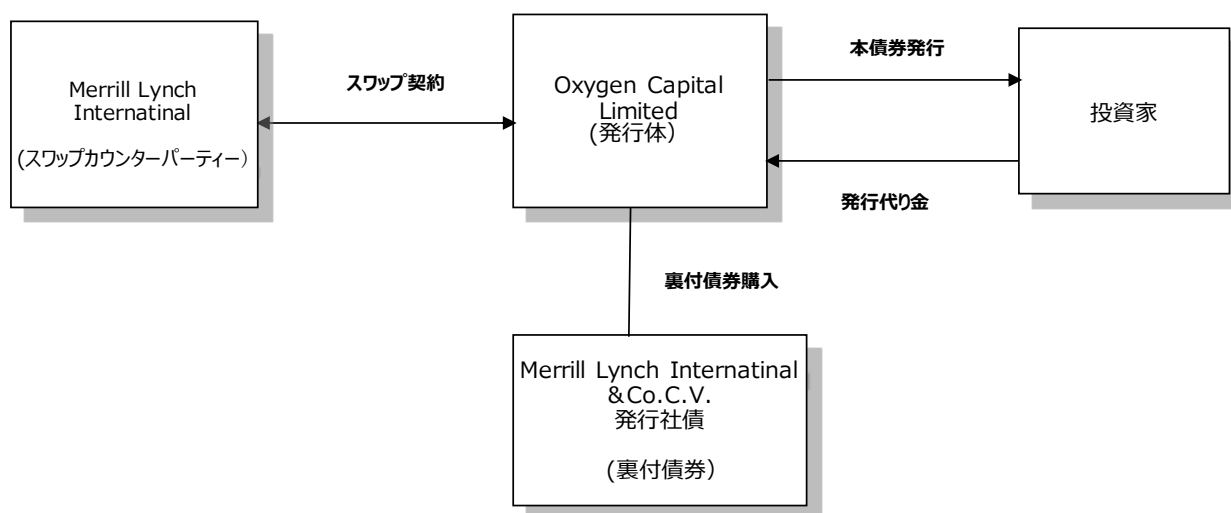 Merrill Lynch
Internatinal
(スワップカウンターパーティー)
スワップ契約
Oxygen Capital
Limited
(発行体)
本債券発行
投資家
発行代り金
裏付債券購入
Merrill Lynch Internatinal
&Co.C.V.
発行社債
(裏付債券)